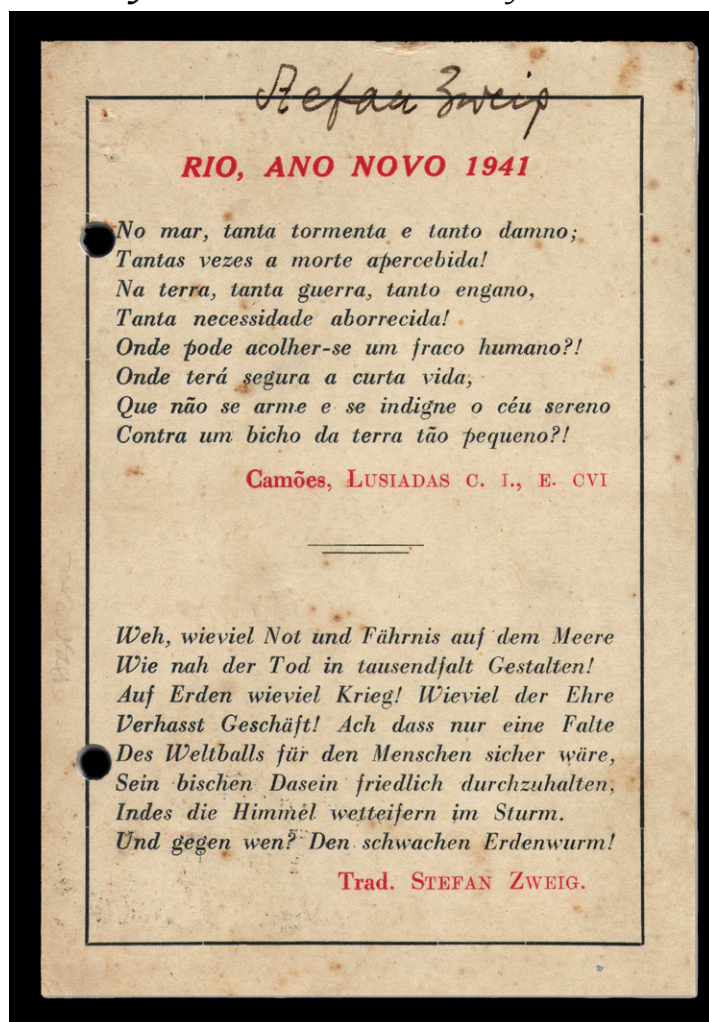 Stefan Zweig
RIO, ANO NOVO 1941
No mar, tanta tormenta e tanto damno;
Tantas vezes a morte apercebida!
Na terra, tanta guerra, tanto engano,
Tanta necessidade aborrecida!
Onde pode acolher-se um fraco humano?!
Onde terá segura a curta vida,
Que não se arme e se indigne o céu sereno
Contra um bicho da terra tão pequeno?!
Camões, LUSIADAS C. I., E. CVI
Weh, wieviel Not und Fährnis auf dem Meere
Wie nah der Tod in tausendfalt Gestalten!
Auf Erden wieviel Krieg! Wieviel der Ehre
Verhasst Geschäft! Ach dass nur eine Falte
Des Weltballs für den Menschen sicher wäre,
Sein bischen Dasein friedlich durchzuhalten,
Indes die Himmel wetteifern im Sturm.
Und gegen wen? Den schwachen Erdenwurm!
Trad. STEFAN ZWEIG.